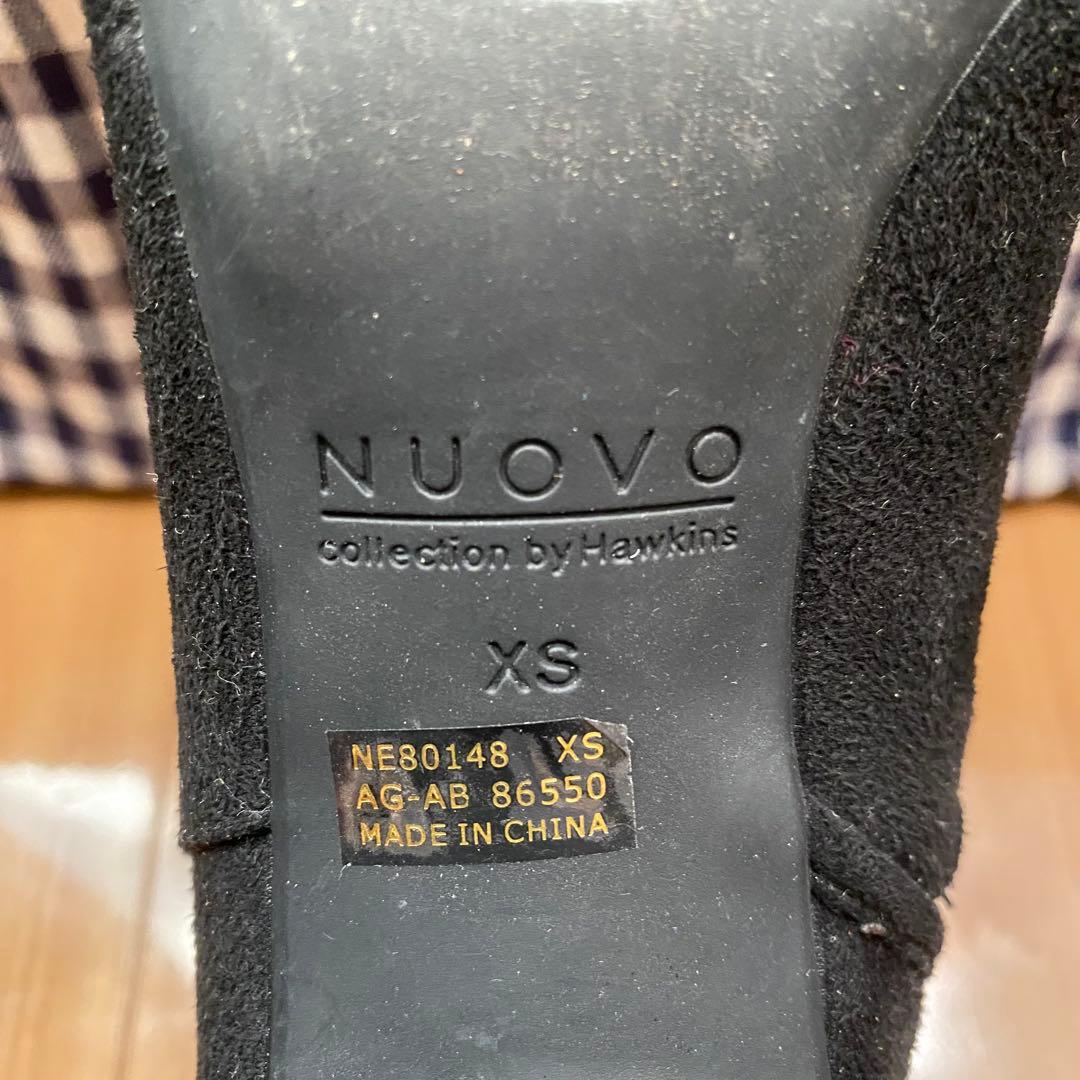 NUOVO
collection by Hawkins
XS
NE80148 XS
AG-AB 86550
MADE IN CHINA